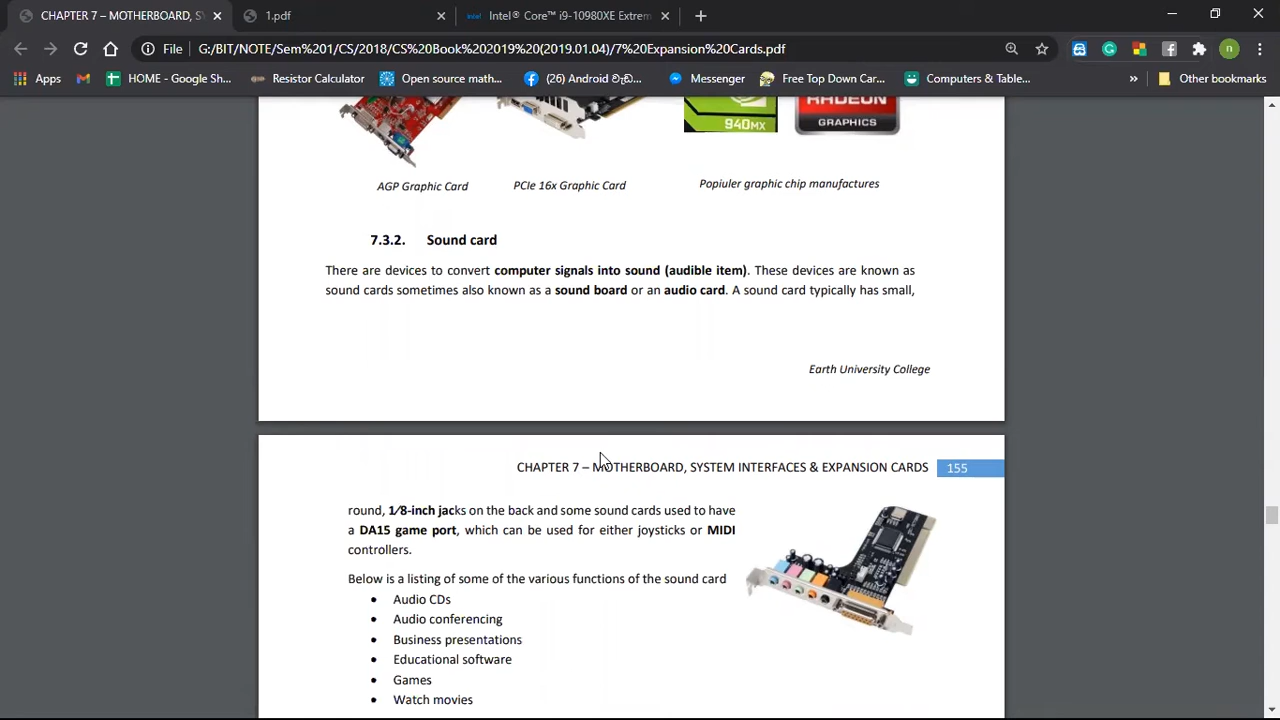 CHAPTER 7 – MOTHERBOARD, SY
1.pdf
Intel® Core™ i9-10980XE Extrem
File
G:/BIT/NOTE/Sem%201/CS/2018/CS%20Book%202019%20(2019.01.04)/7%20Expansion%20Cards.pdf
n
Apps
HOME - Google Sh...
Resistor Calculator
Open source math...
(26) Android
Messenger
Free Top Down Car...
Computers & Table...
»
Other bookmarks
940MX
RADEON
GRAPHICS
AGP Graphic Card
PCIe 16x Graphic Card
Popiuler graphic chip manufactures
7.3.2. Sound card
There are devices to convert computer signals into sound (audible item). These devices are known as
sound cards sometimes also known as a sound board or an audio card. A sound card typically has small,
Earth University College
CHAPTER 7 – MOTHERBOARD, SYSTEM INTERFACES & EXPANSION CARDS 155
round, 1⁄8-inch jacks on the back and some sound cards used to have
a DA15 game port, which can be used for either joysticks or MIDI
controllers.
Below is a listing of some of the various functions of the sound card
• Audio CDs
• Audio conferencing
• Business presentations
• Educational software
• Games
• Watch movies